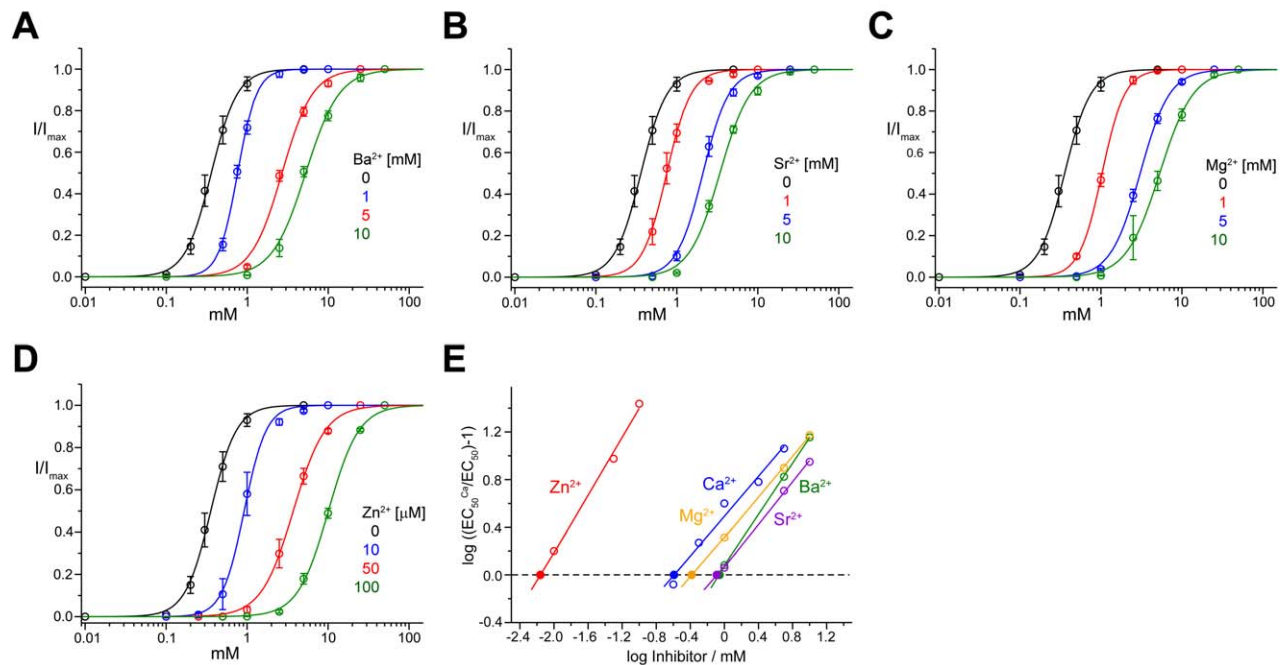 A
I/Imax
1.0
0.8
0.6
0.4
0.2
0.0
Ba²⁺ [mM]
0
1
5
10
0.01 0.1 1 10 100
mM
B
I/Imax
1.0
0.8
0.6
0.4
0.2
0.0
Sr²⁺ [mM]
0
1
5
10
0.01 0.1 1 10 100
mM
C
I/Imax
1.0
0.8
0.6
0.4
0.2
0.0
Mg²⁺ [mM]
0
1
5
10
0.01 0.1 1 10 100
mM
D
I/Imax
1.0
0.8
0.6
0.4
0.2
0.0
Zn²⁺ [µM]
0
10
50
100
0.01 0.1 1 10 100
mM
E
log ((EC₅₀ᶜᵃ/EC₅₀)-1)
1.2
0.8
0.4
0.0
-0.4
Zn²⁺
Ca²⁺
Mg²⁺
Ba²⁺
Sr²⁺
-2.4 -2.0 -1.6 -1.2 -0.8 -0.4 0.0 0.4 0.8 1.2
log Inhibitor / mM